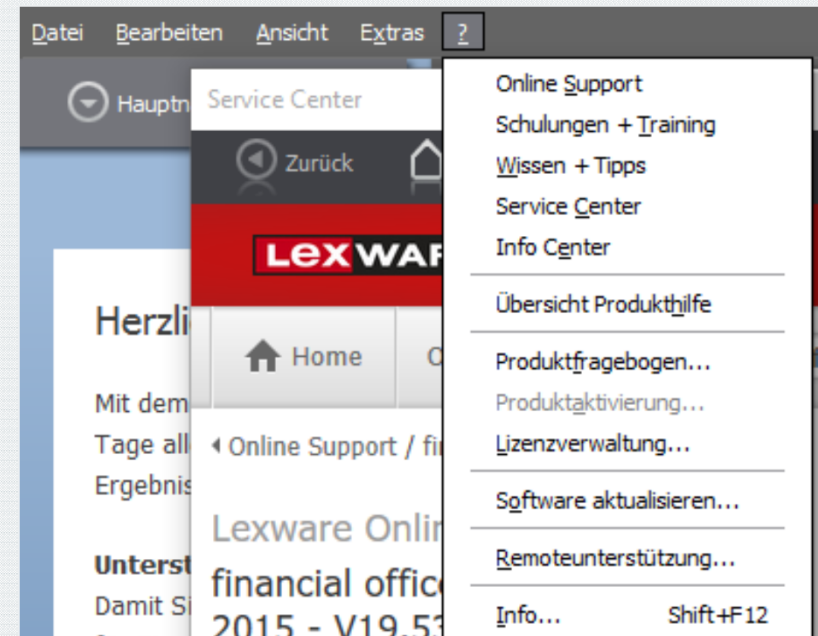 Datei Bearbeiten Ansicht Extras ?
Hauptn
Service Center
Zurück
LEXWAR
Home
Online Support / fi
Lexware Onlin
financial office
2015 - V19.53
Herzli
Mit dem
Tage all
Ergebnis
Unterst
Damit Si
Online Support
Schulungen + Training
Wissen + Tipps
Service Center
Info Center
Übersicht Produkthilfe
Produktfragebogen...
Produktaktivierung...
Lizenzverwaltung...
Software aktualisieren...
Remoteunterstützung...
Info... Shift+F12